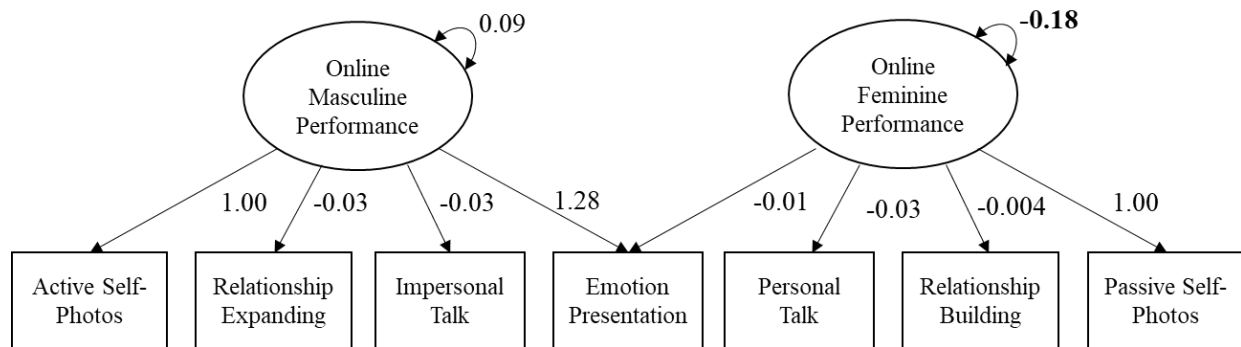 0.09
-0.18
Online
Masculine
Performance
Online
Feminine
Performance
1.00
-0.03
-0.03
1.28
-0.01
-0.03
-0.004
1.00
Active Self-
Photos
Relationship
Expanding
Impersonal
Talk
Emotion
Presentation
Personal
Talk
Relationship
Building
Passive Self-
Photos